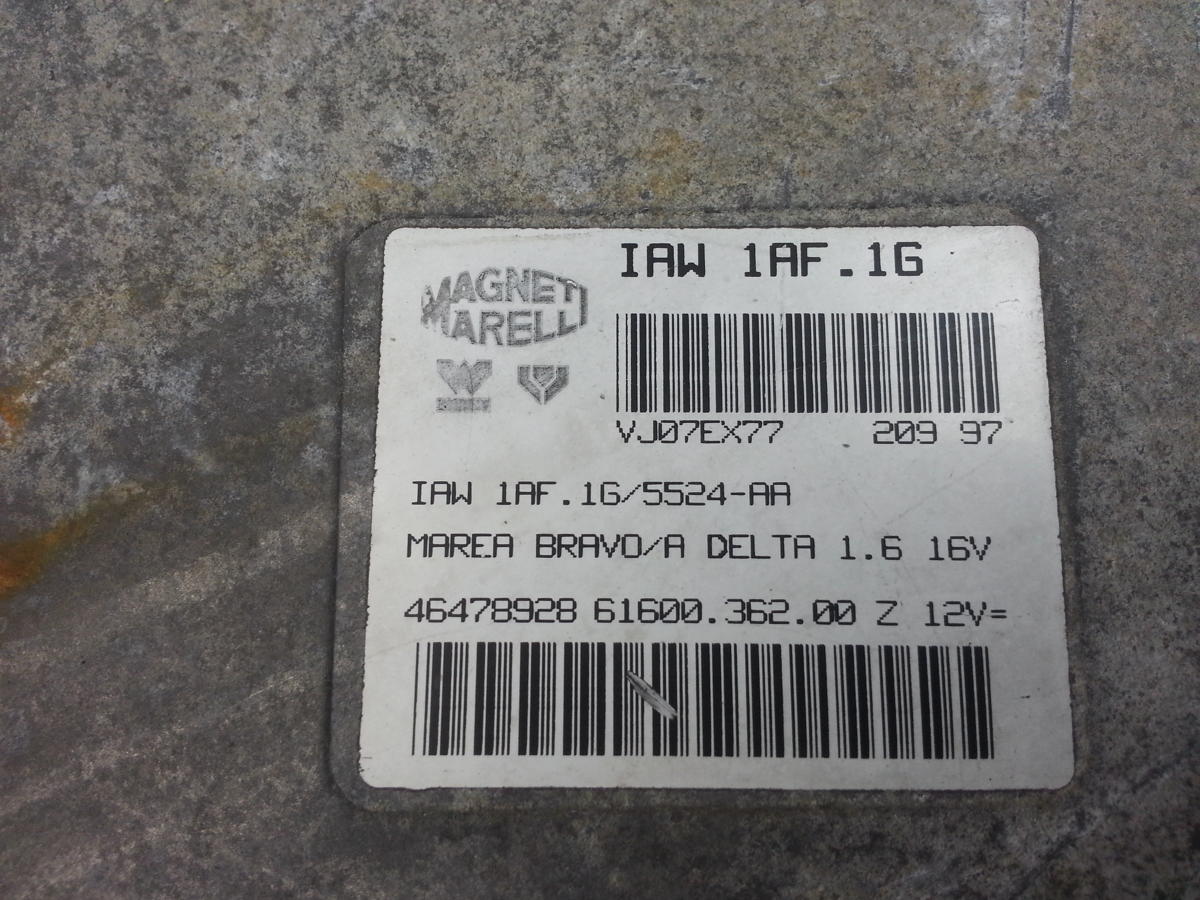 IAW 1AF.1G
MAGNETI
MARELLI
VJ07EX77 209 97
IAW 1AF.1G/5524-AA
MAREA BRAVO/A DELTA 1.6 16V
46478928 61600.362.00 Z 12V=